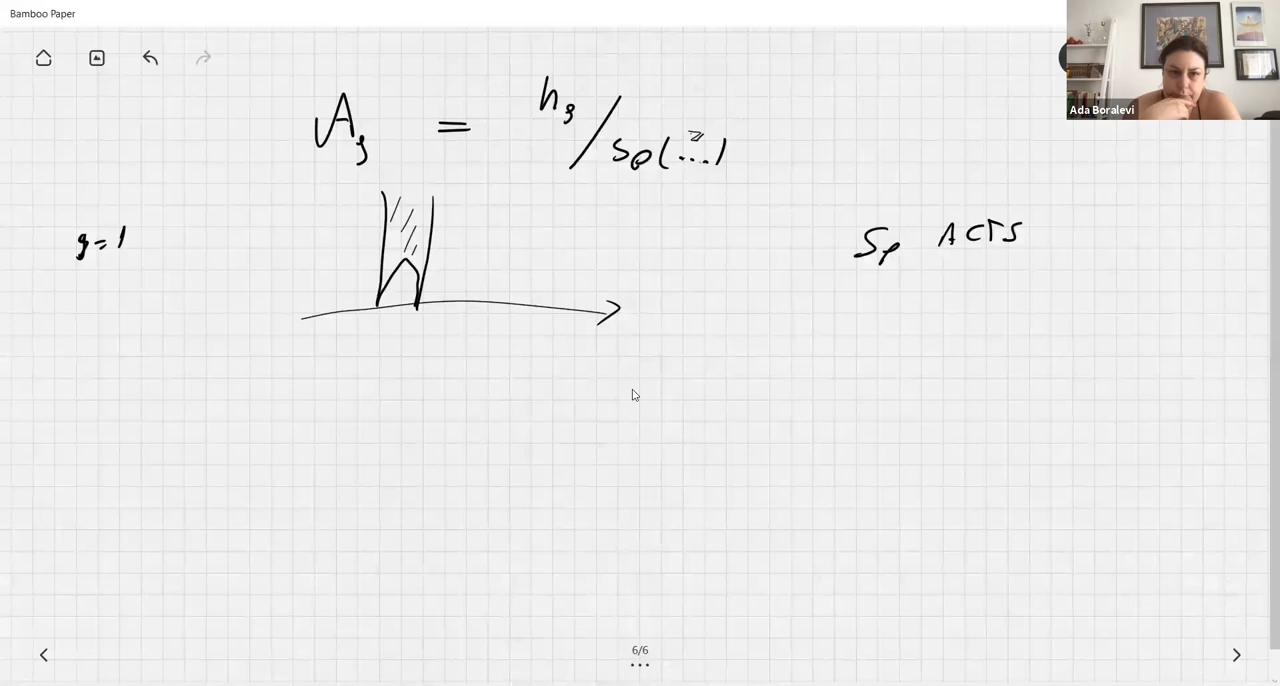 Bamboo Paper
Ada Boralevi
A_g = h_g / Sp(...)
Sp ACTS
g = 1
6/6